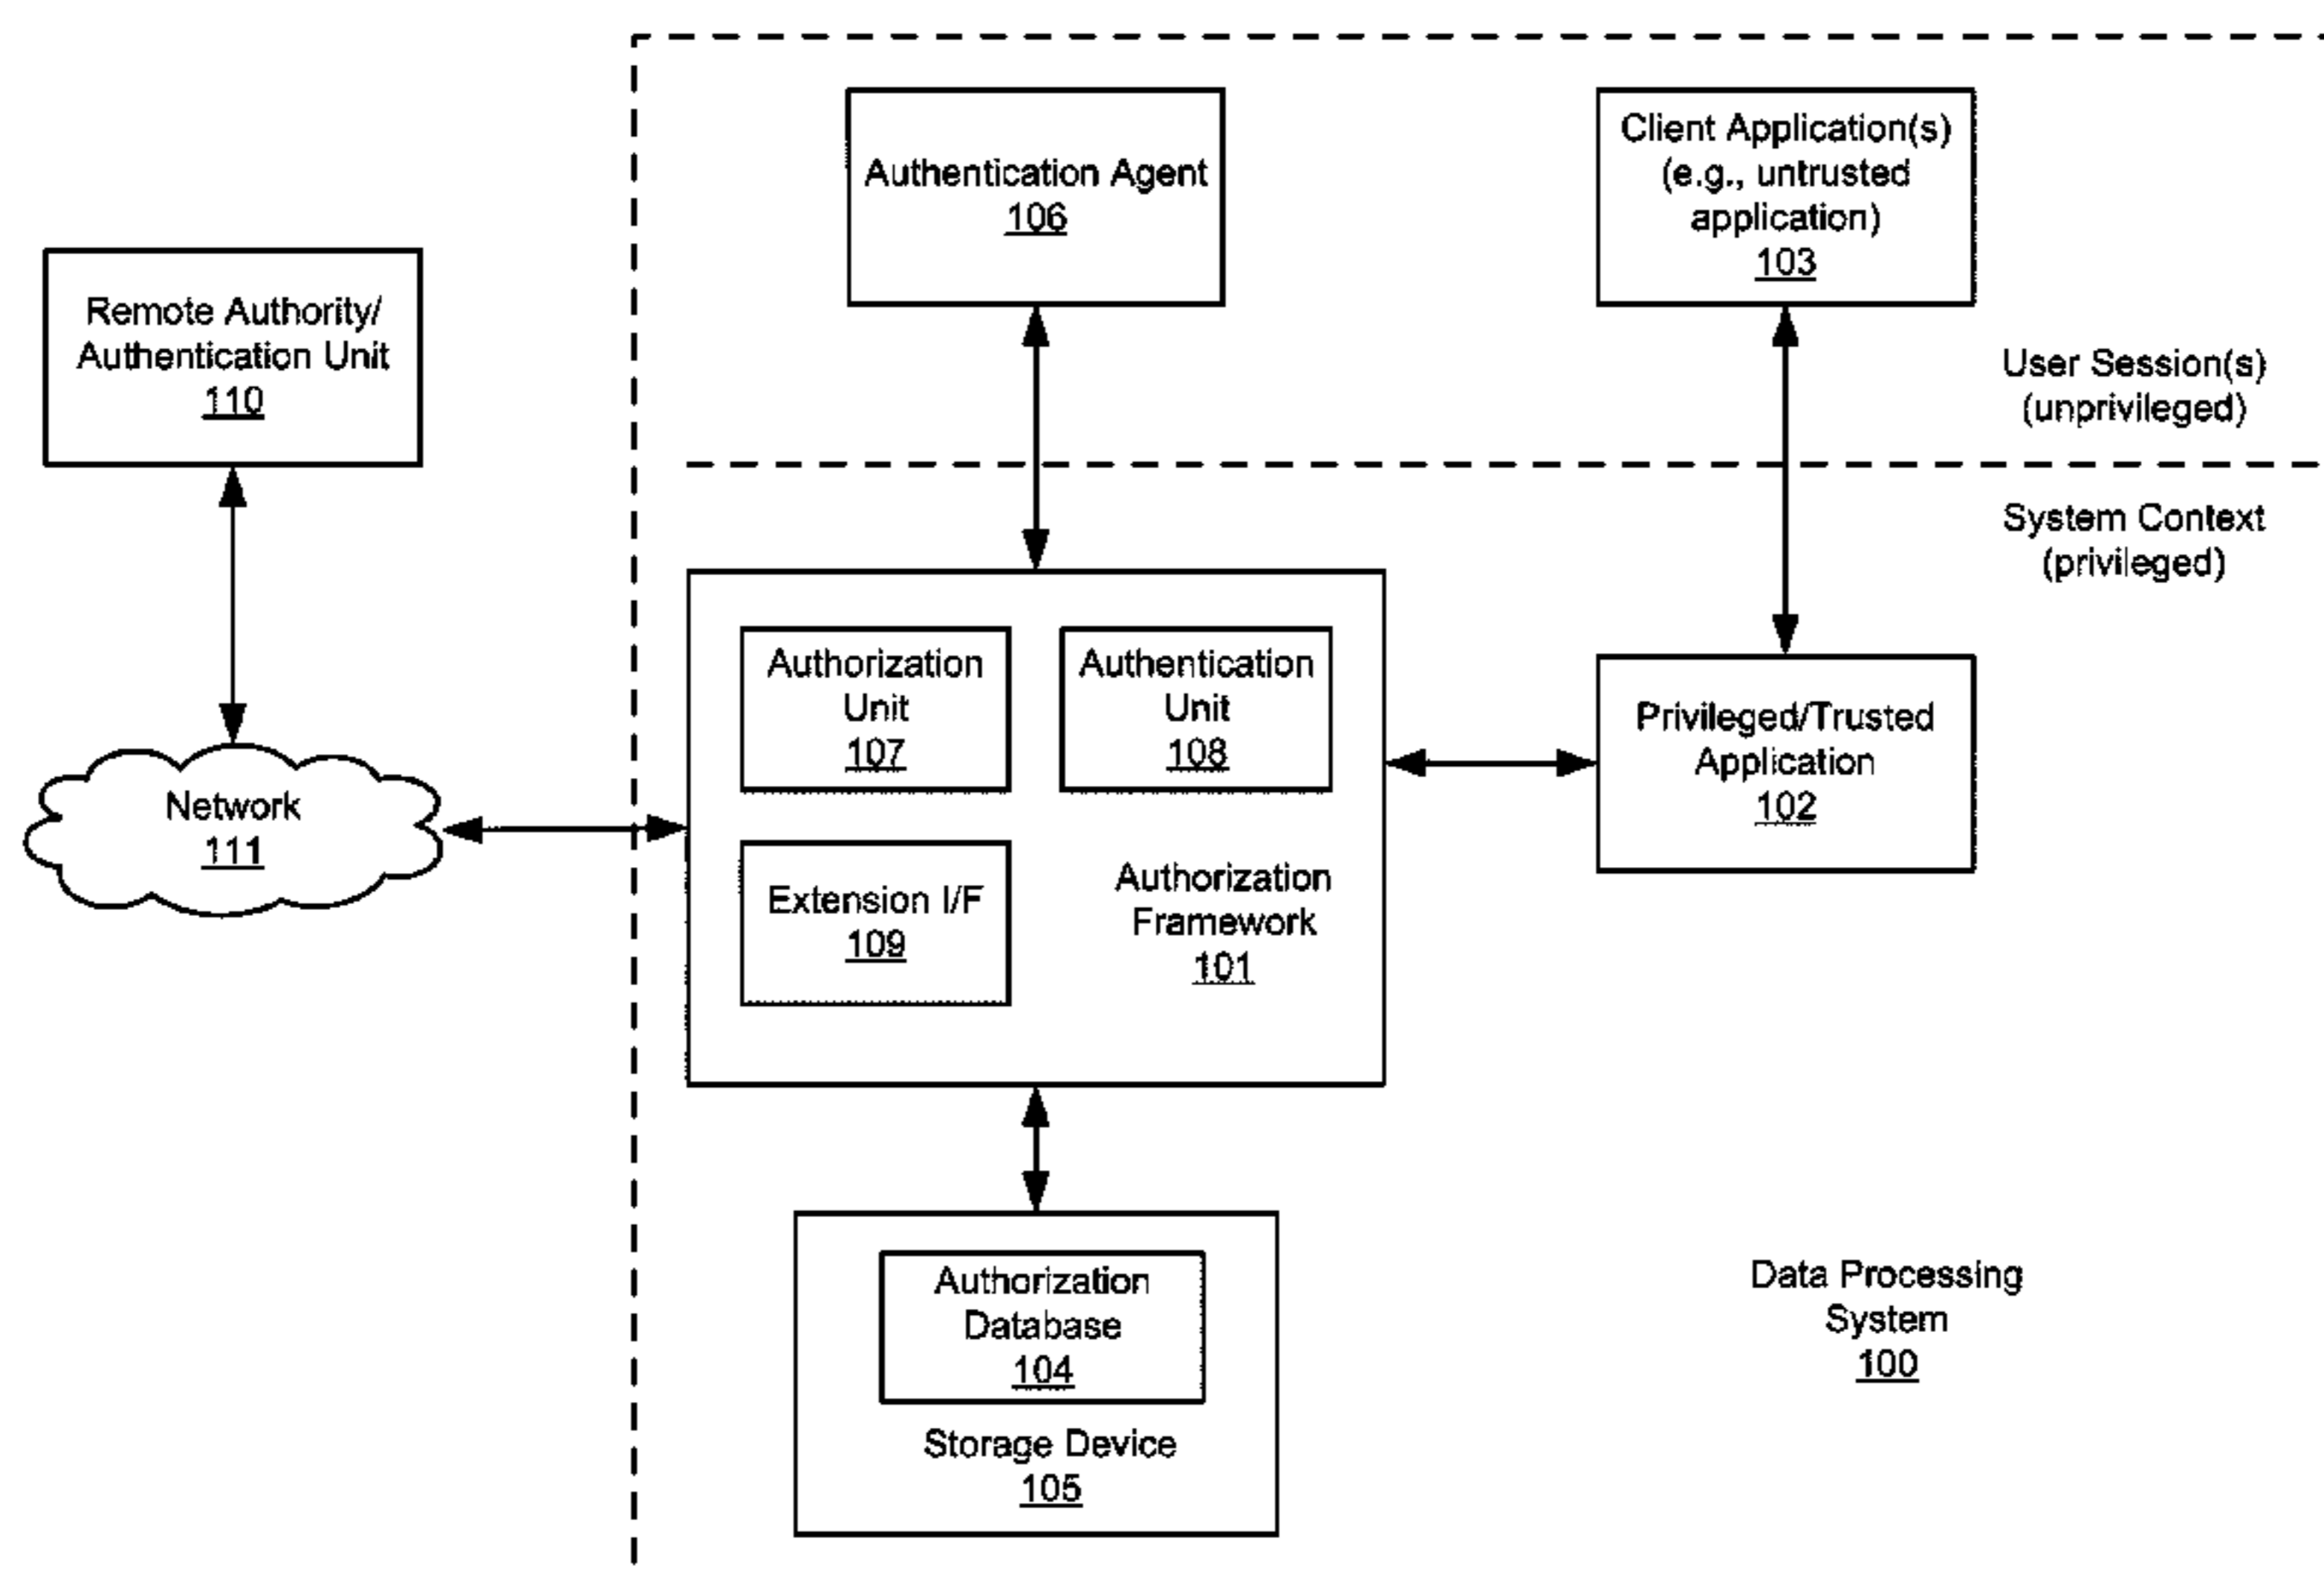 Authentication Agent
106
Client Application(s)
(e.g., untrusted
application)
103
Remote Authority/
Authentication Unit
110
User Session(s)
(unprivileged)
System Context
(privileged)
Authorization
Unit
107
Authentication
Unit
108
Privileged/Trusted
Application
102
Network
111
Extension I/F
109
Authorization
Framework
101
Authorization
Database
104
Storage Device
105
Data Processing
System
100